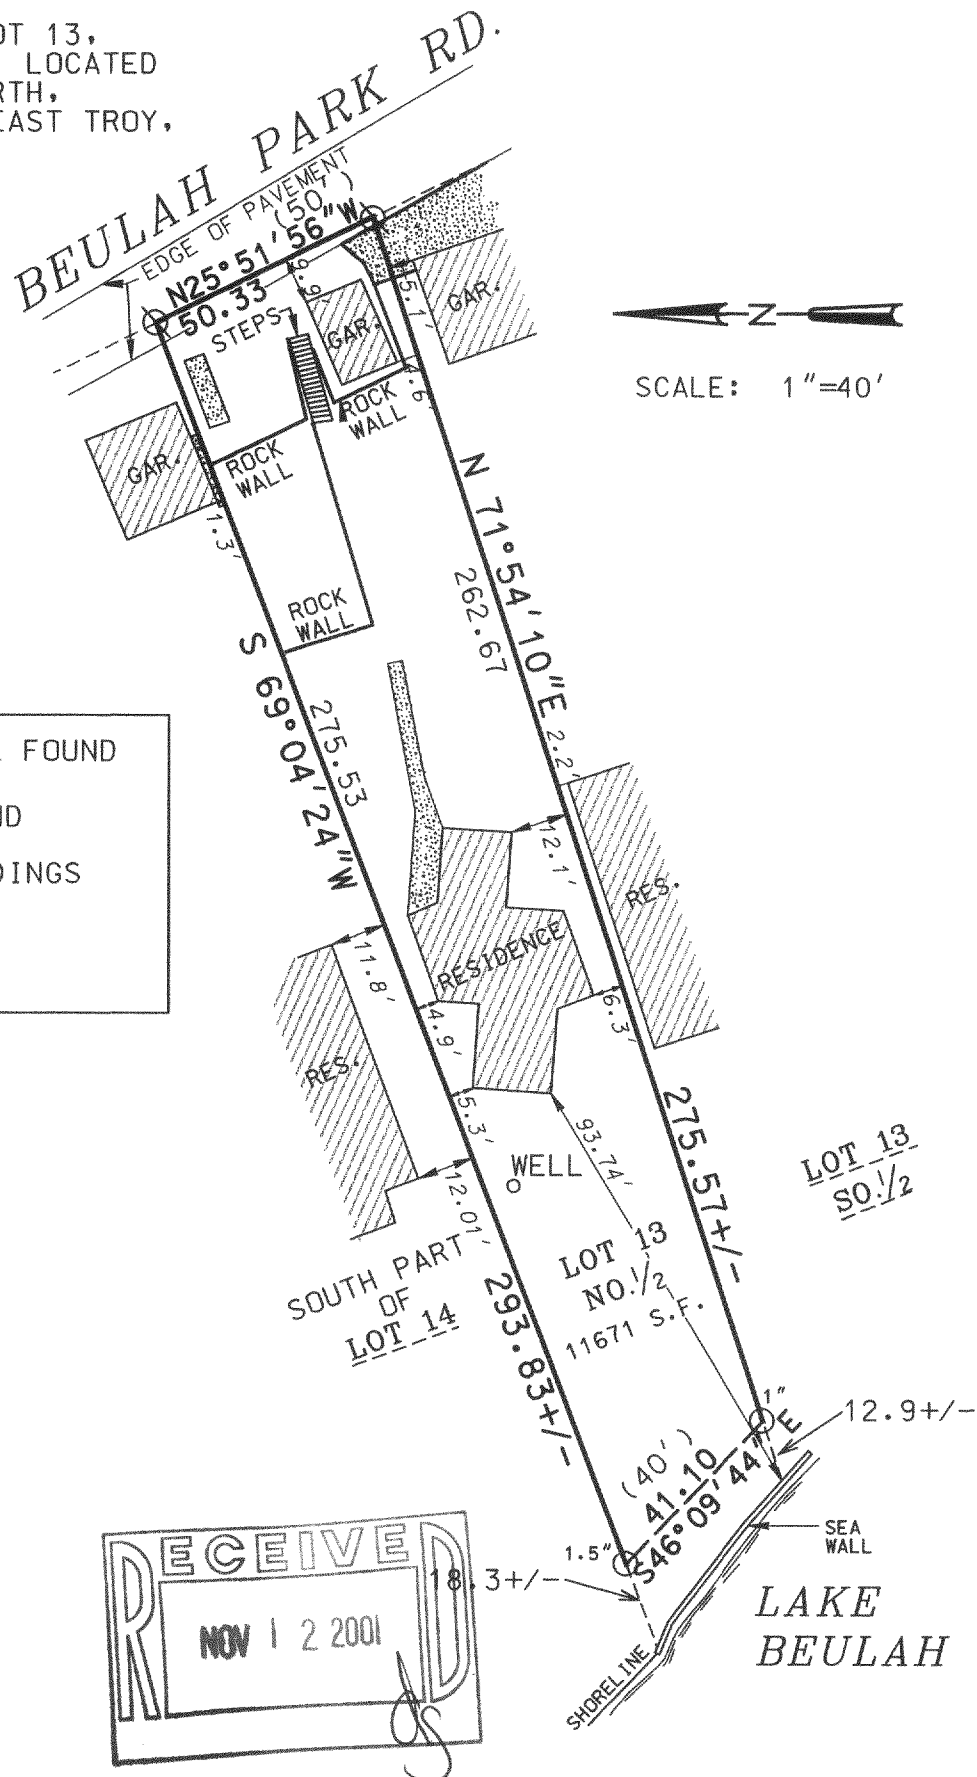 OT 13,
LOCATED
RTH,
EAST TROY,
BEULAH PARK RD.
EDGE OF PAVEMENT
(50')
N25°51'56"W
50.33
STEPS
9.9'
GAR.
5.1'
GAR.
4.6'
ROCK
WALL
N
SCALE: 1"=40'
GAR.
ROCK
WALL
1.3'
ROCK
WALL
N 71°54'10"E
262.67
S 69°04'24"W
275.53
FOUND
ND
DINGS
2.2'
12.1'
RES.
RESIDENCE
11.8'
4.9'
6.3'
RES.
5.3'
93.74'
WELL
12.01'
275.57+/-
LOT 13
SO.1/2
SOUTH PART
OF
LOT 14
LOT 13
NO.1/2
11671 S.F.
293.83+/-
1"
12.9+/-
(40')
41.10
S46°09'44"E
1.5"
18.3+/-
SEA
WALL
LAKE
BEULAH
SHORELINE
RECEIVED
NOV 12 2001